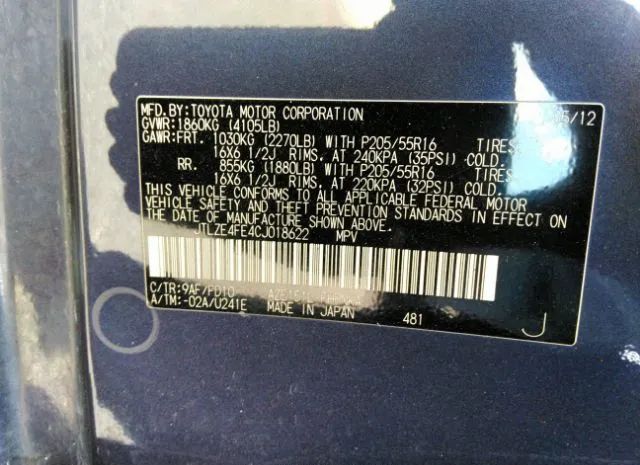 MFD.BY:TOYOTA MOTOR CORPORATION 05/12
GVWR:1860KG (4105LB)
GAWR:FRT. 1030KG (2270LB) WITH P205/55R16 TIRES
16X6 1/2J RIMS, AT 240KPA (35PSI) COLD.
RR. 855KG (1880LB) WITH P205/55R16 TIRES
16X6 1/2J RIMS, AT 220KPA (32PSI) COLD.
THIS VEHICLE CONFORMS TO ALL APPLICABLE FEDERAL MOTOR
VEHICLE SAFETY AND THEFT PREVENTION STANDARDS IN EFFECT ON
THE DATE OF MANUFACTURE SHOWN ABOVE.
JTLZE4FE4CJ018622 MPV
C/TR:9AF/FD10
A/TM:-02A/U241E MADE IN JAPAN 481 J